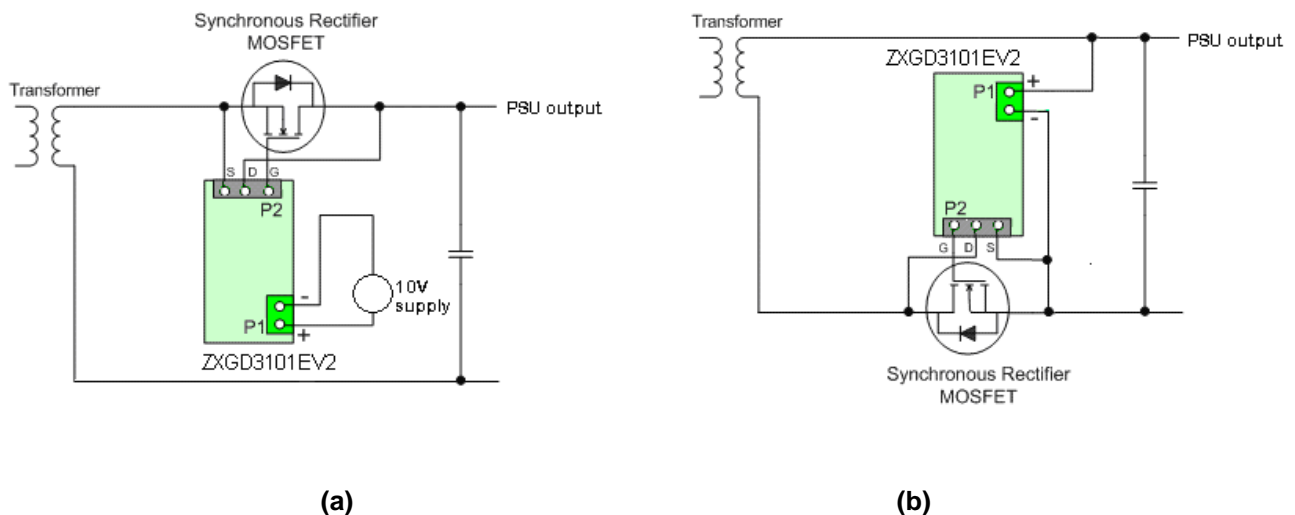 Synchronous Rectifier
MOSFET
Transformer
PSU output
S D G
P2
-
10V
supply
P1
+
ZXGD3101EV2
(a)
Transformer
PSU output
ZXGD3101EV2
P1
+
-
P2
G D S
Synchronous Rectifier
MOSFET
(b)